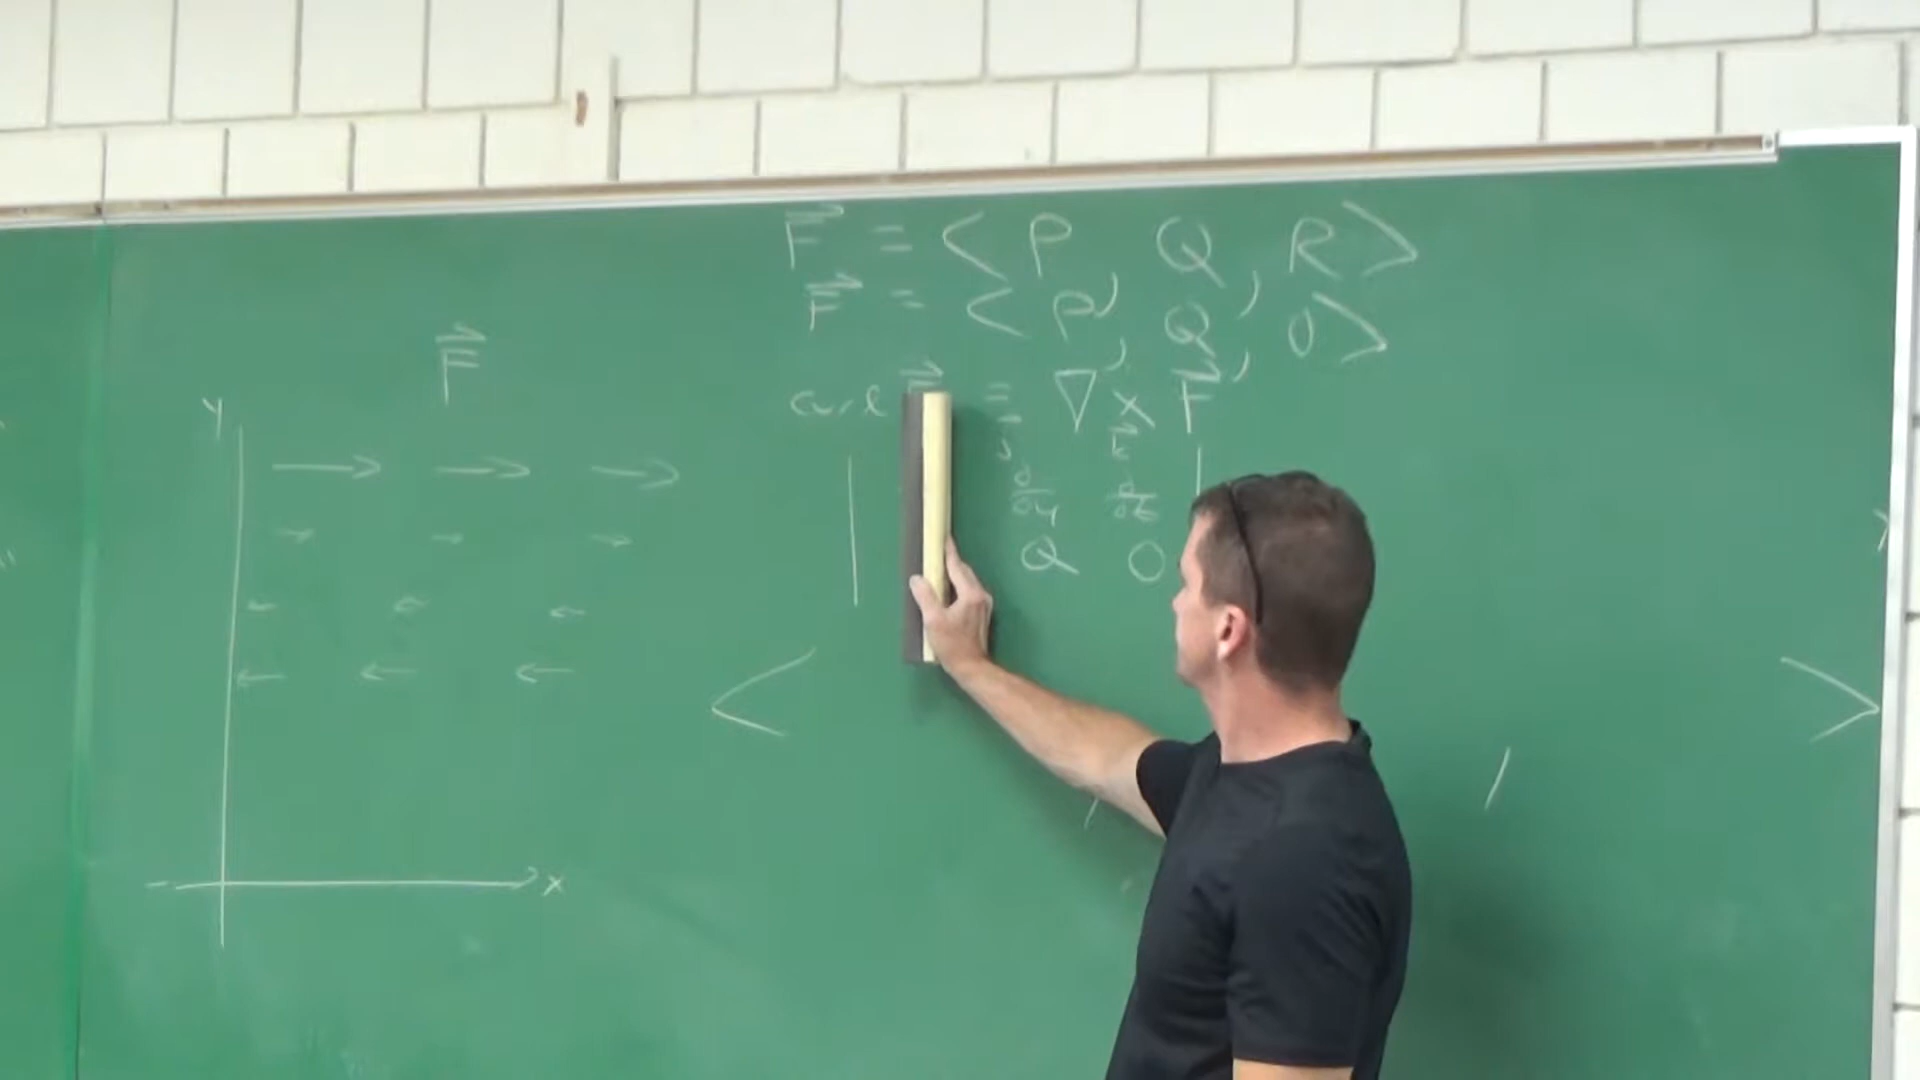 F⃗ = < P, Q, R >
F⃗ = < P, Q, 0 >
curl F⃗ = ∇ × F⃗
| j⃗ k⃗ |
∂/∂y ∂/∂z
Q 0
< , , >
F⃗
y
x